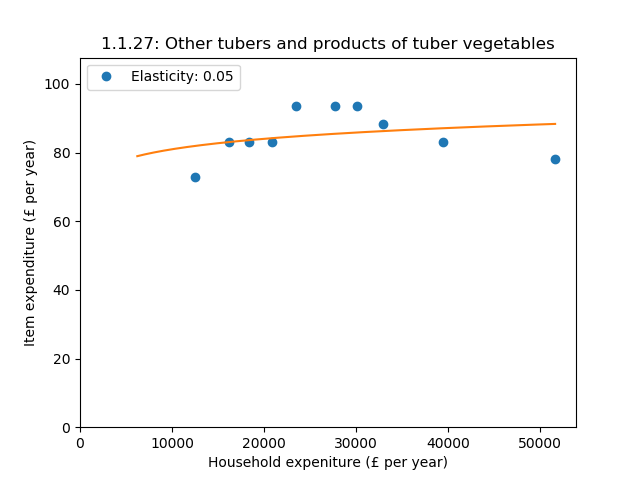 1.1.27: Other tubers and products of tuber vegetables
Elasticity: 0.05
100
80
60
40
20
0
Item expenditure (£ per year)
0 10000 20000 30000 40000 50000
Household expeniture (£ per year)